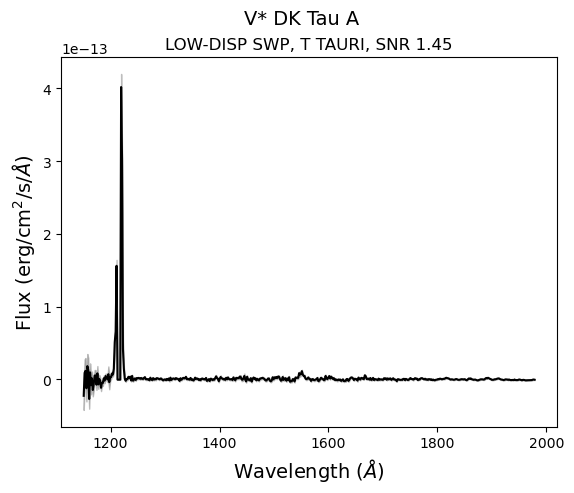 V* DK Tau A
LOW-DISP SWP, T TAURI, SNR 1.45
1e−13
4
3
2
1
0
Flux (erg/cm²/s/Å)
1200 1400 1600 1800 2000
Wavelength (Å)